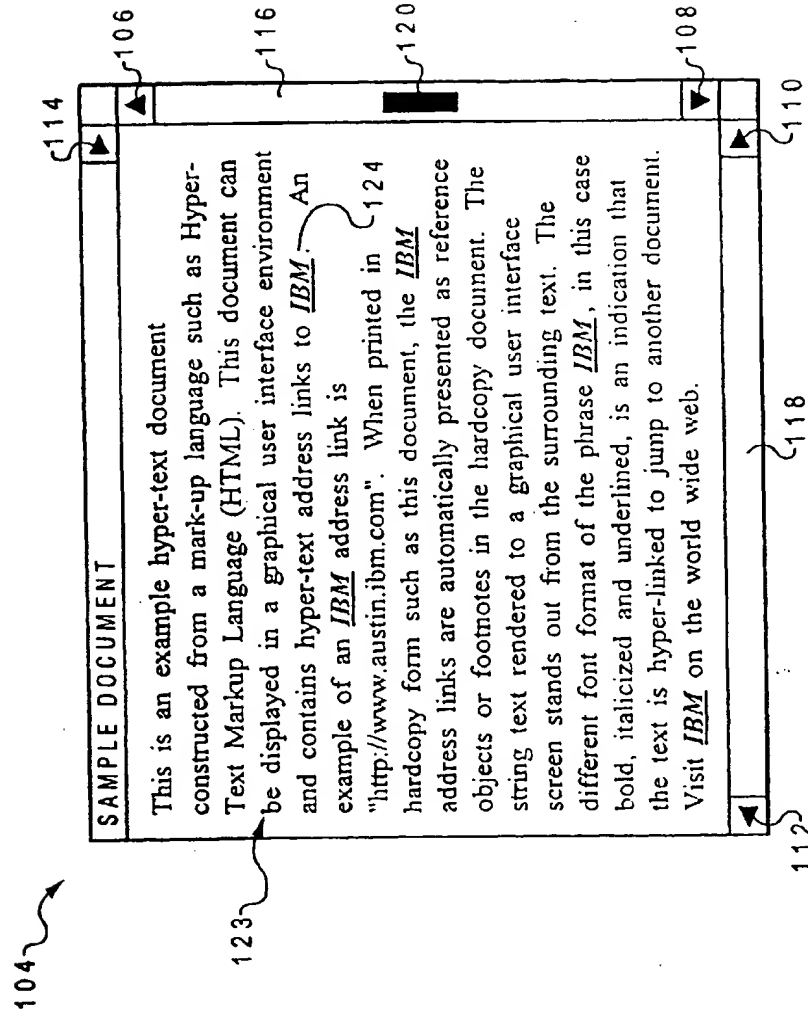 104
114
106
SAMPLE DOCUMENT
This is an example hyper-text document
constructed from a mark-up language such as Hyper-
Text Markup Language (HTML). This document can
be displayed in a graphical user interface environment
and contains hyper-text address links to IBM. An
example of an IBM address link is
"http://www.austin.ibm.com". When printed in
hardcopy form such as this document, the IBM
address links are automatically presented as reference
objects or footnotes in the hardcopy document. The
string text rendered to a graphical user interface
screen stands out from the surrounding text. The
different font format of the phrase IBM, in this case
bold, italicized and underlined, is an indication that
the text is hyper-linked to jump to another document.
Visit IBM on the world wide web.
123
124
116
120
108
112
118
110